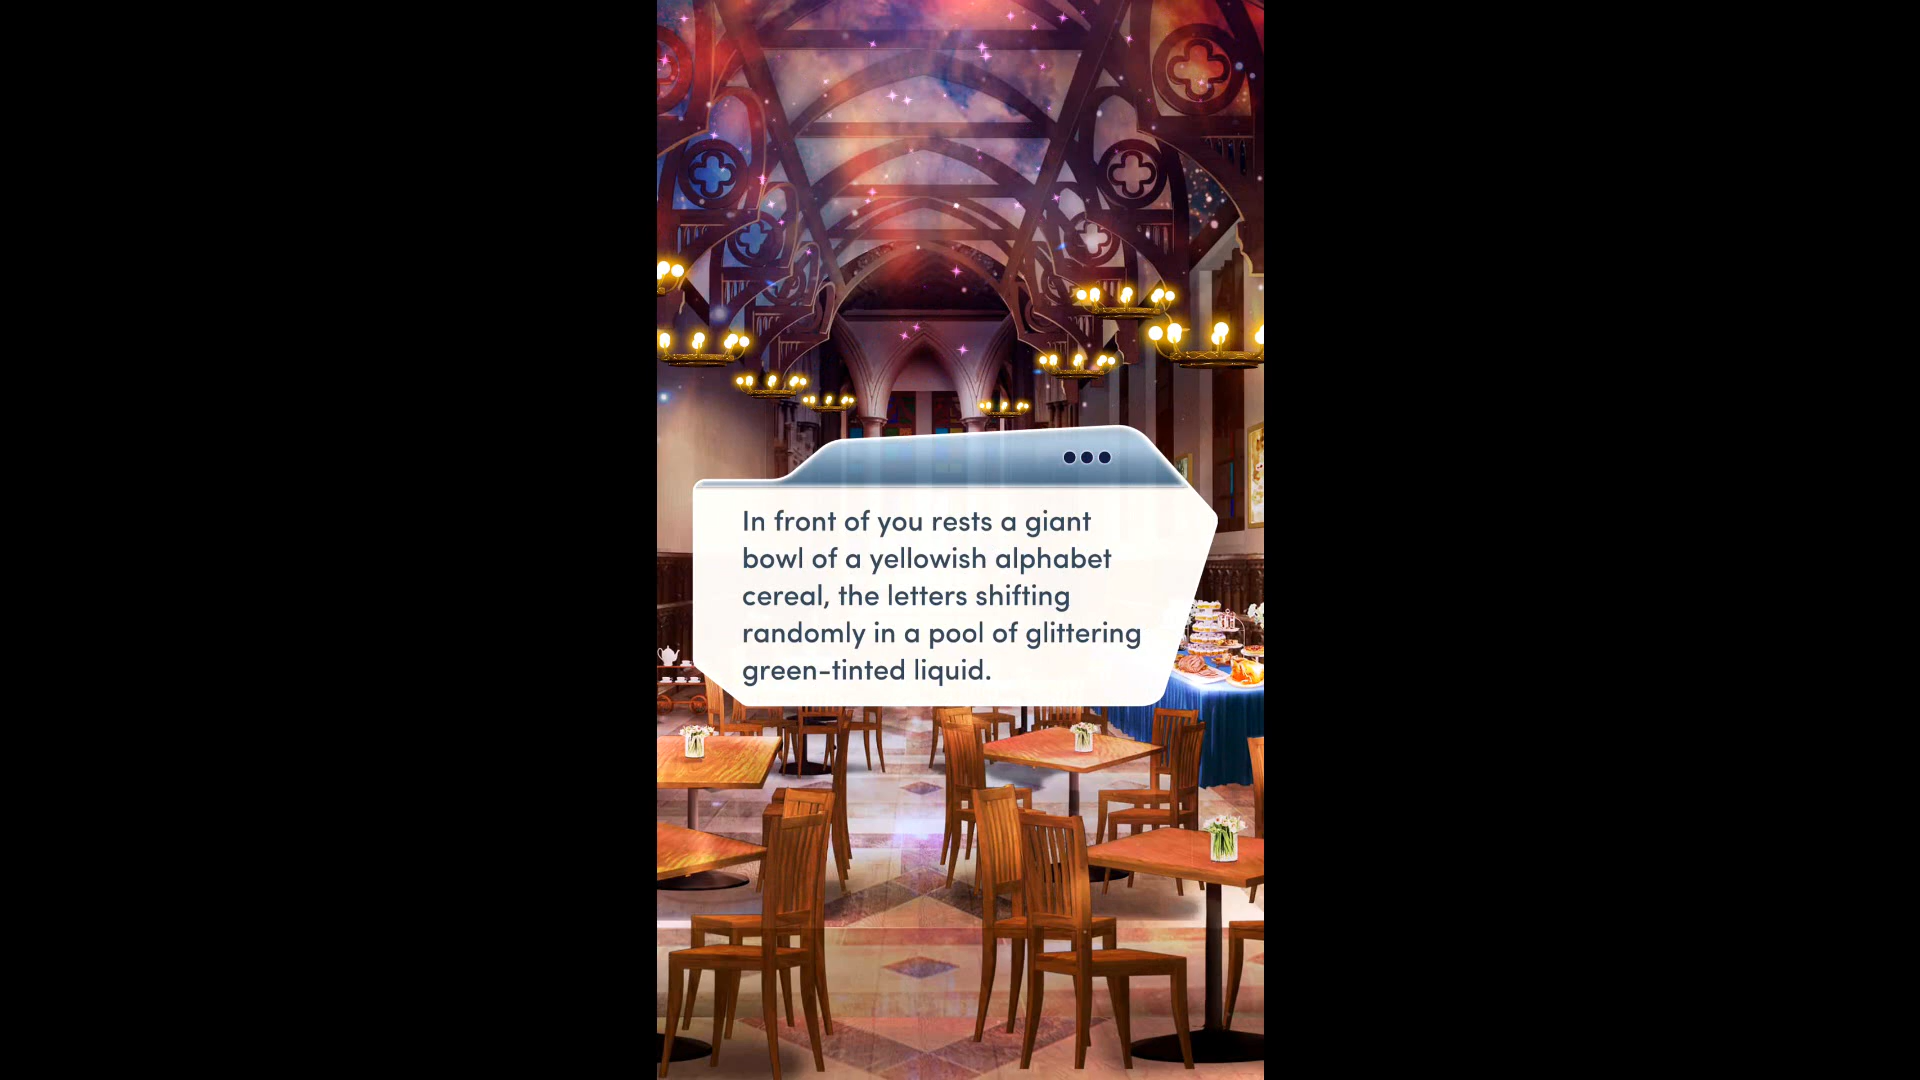 In front of you rests a giant
bowl of a yellowish alphabet
cereal, the letters shifting
randomly in a pool of glittering
green-tinted liquid.